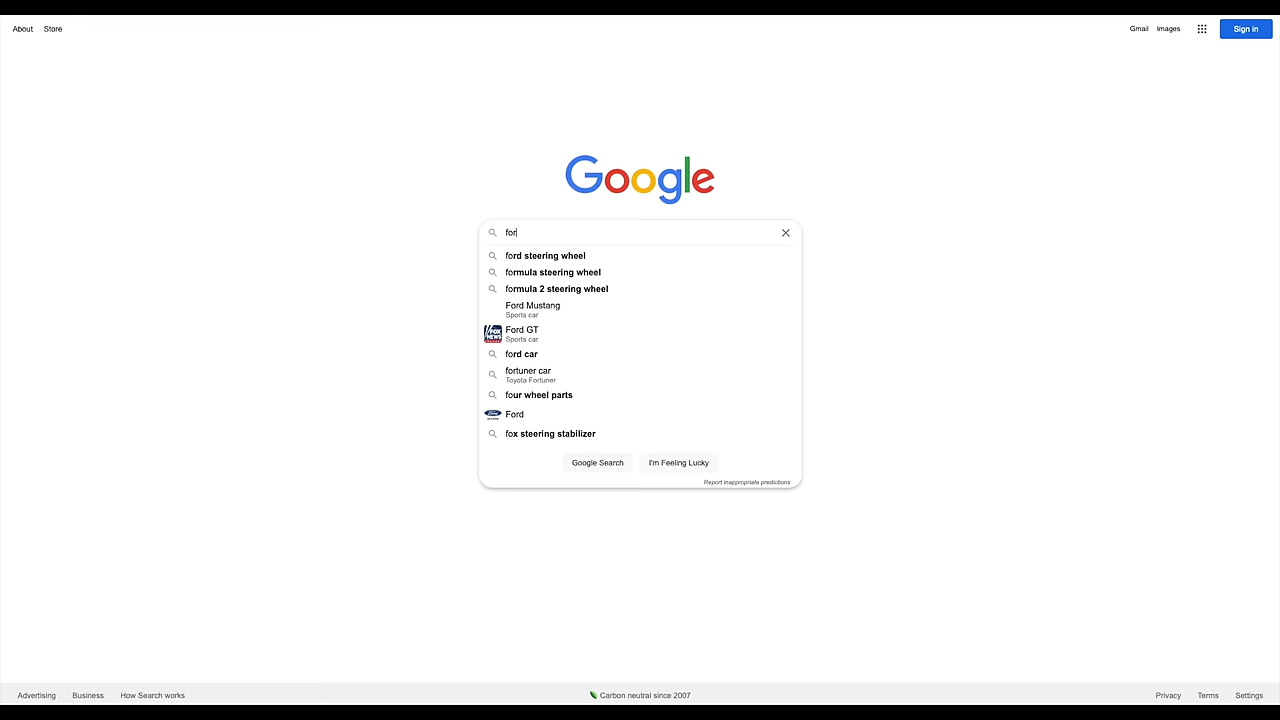 About Store
Gmail Images Sign in
Google
for
ford steering wheel
formula steering wheel
formula 2 steering wheel
Ford Mustang
Sports car
FOX NEWS
Ford GT
Sports car
ford car
fortuner car
Toyota Fortuner
four wheel parts
Ford
Ford
fox steering stabilizer
Google Search I'm Feeling Lucky
Report inappropriate predictions
Advertising Business How Search works Carbon neutral since 2007 Privacy Terms Settings